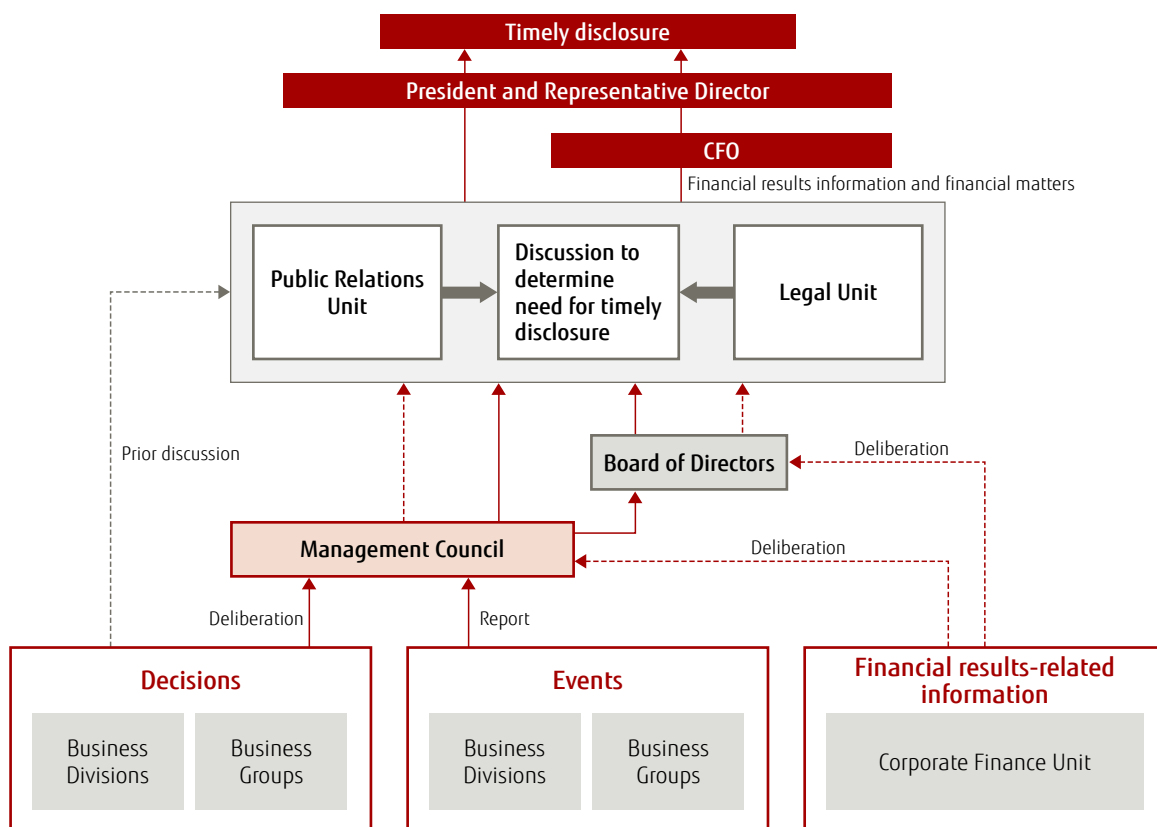 Timely disclosure
President and Representative Director
CFO
Financial results information and financial matters
Public Relations
Unit
Discussion to
determine
need for timely
disclosure
Legal Unit
Prior discussion
Board of Directors
Deliberation
Management Council
Deliberation
Deliberation
Report
Decisions
Business
Divisions
Business
Groups
Events
Business
Divisions
Business
Groups
Financial results-related
information
Corporate Finance Unit